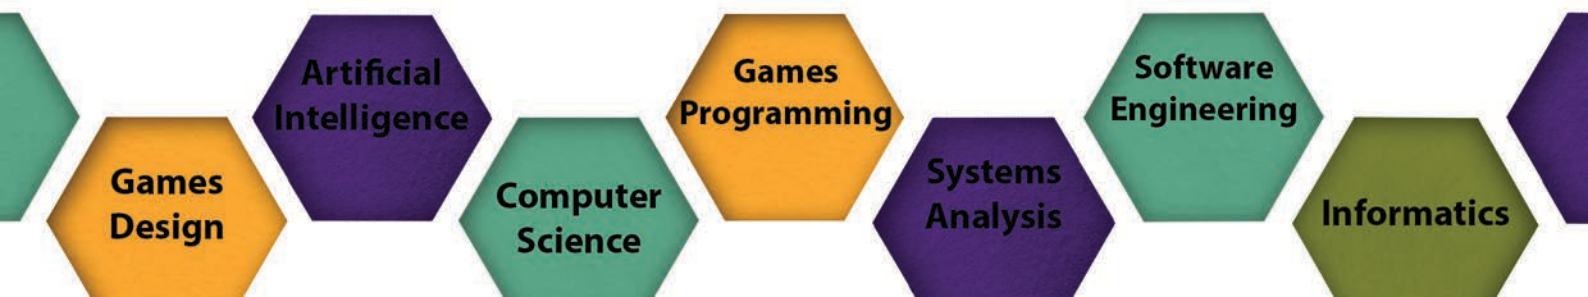 Games
Design
Artificial
Intelligence
Computer
Science
Games
Programming
Systems
Analysis
Software
Engineering
Informatics